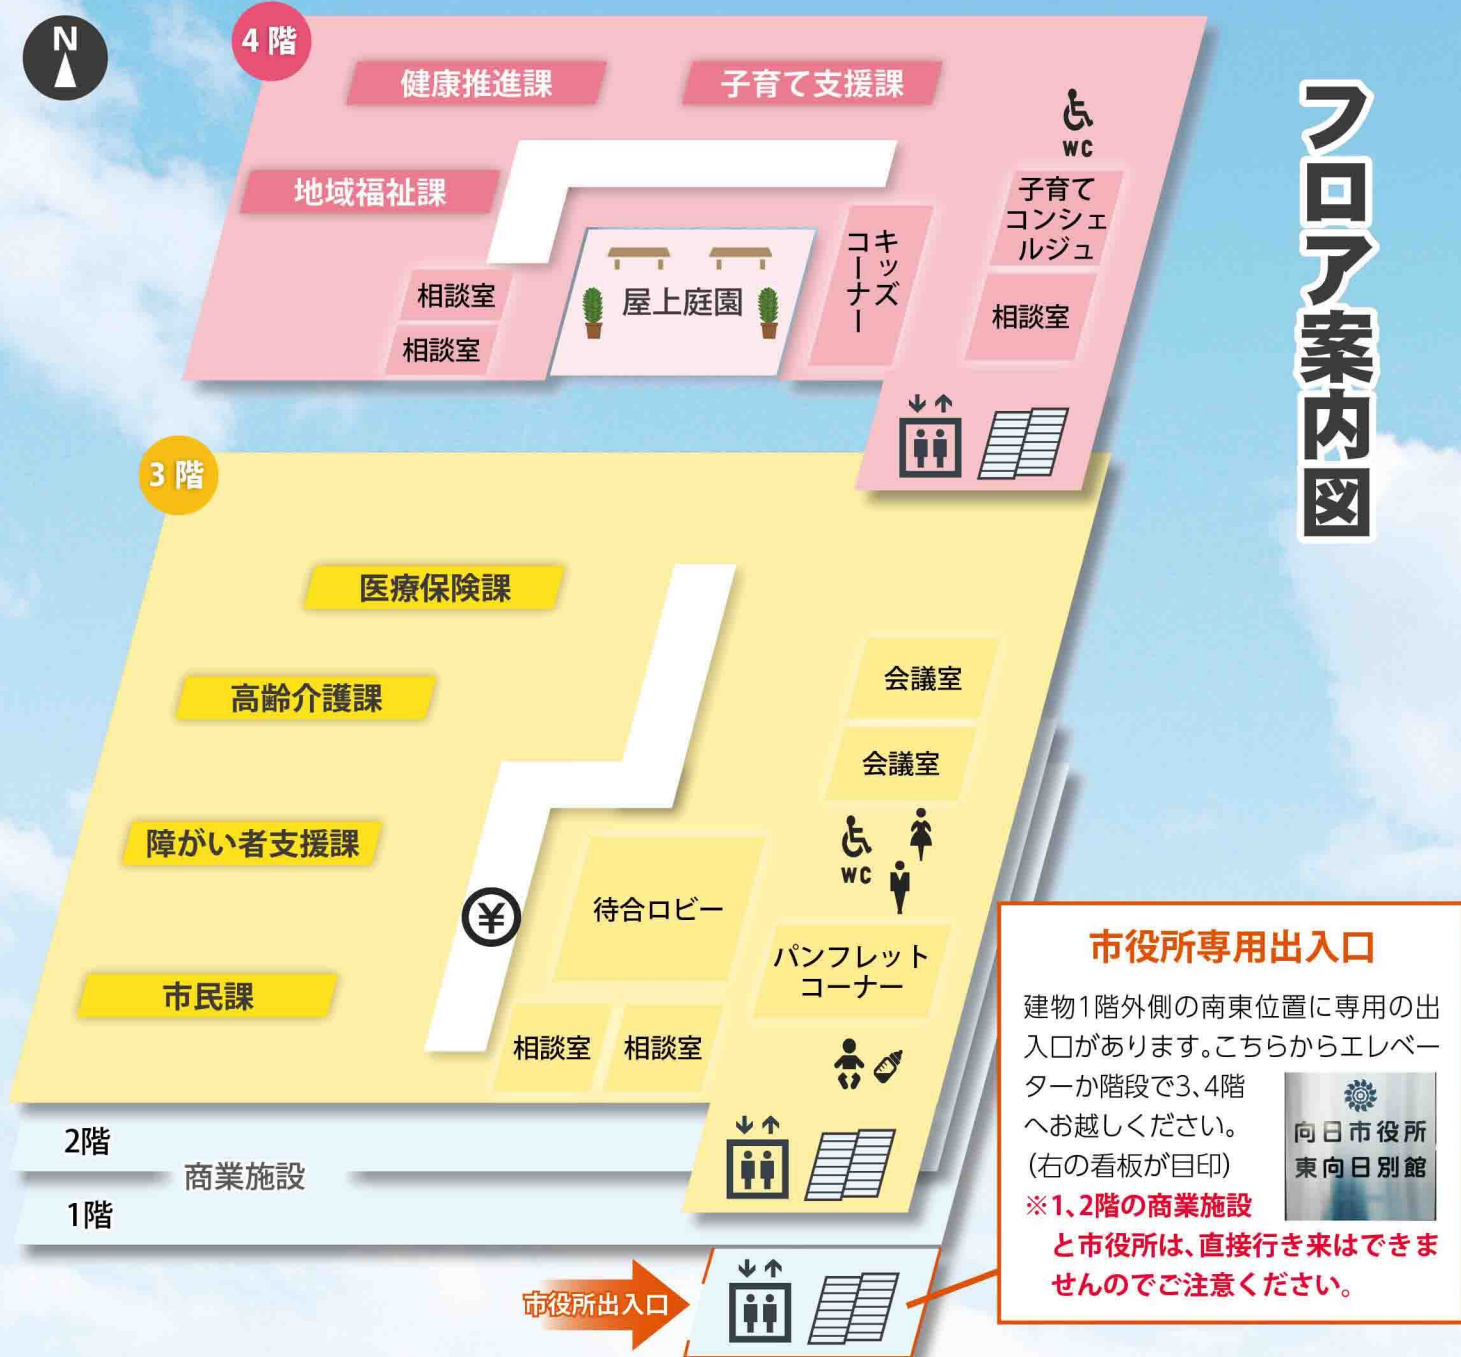 N
4階
フロア案内図
健康推進課
子育て支援課
WC
地域福祉課
子育て
コンシェ
ルジュ
キッズ
コーナー
相談室
屋上庭園
相談室
相談室
3階
医療保険課
会議室
高齢介護課
会議室
障がい者支援課
WC
¥
待合ロビー
パンフレット
コーナー
市民課
相談室
相談室
2階
商業施設
1階
市役所出入口
市役所専用出入口
建物1階外側の南東位置に専用の出
入口があります。こちらからエレベー
ターか階段で3、4階
へお越しください。
(右の看板が目印)
※1、2階の商業施設
と市役所は、直接行き来はできま
せんのでご注意ください。
向日市役所
東向日別館